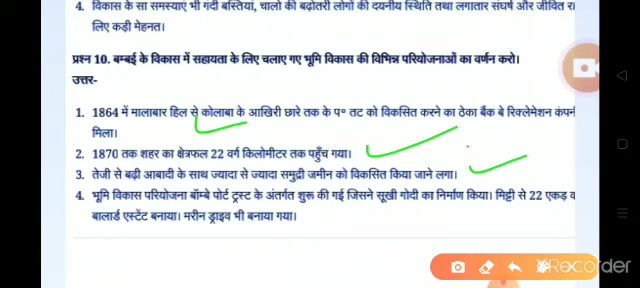 4. विकास के सा समस्याएं भी गंदी बस्तियां, चालो की बढ़ोतरी लोगों की दयनीय स्थिति तथा लगातार संघर्ष और जीवित र
लिए कड़ी मेहनत।
प्रश्न 10. बम्बई के विकास में सहायता के लिए चलाए गए भूमि विकास की विभिन्न परियोजनाओं का वर्णन करो।
उत्तर-
1. 1864 में मालाबार हिल से कोलाबा के आखिरी छारे तक के प° तट को विकसित करने का ठेका बैंक बे रिक्लेमेशन कंपनी
मिला।
2. 1870 तक शहर का क्षेत्रफल 22 वर्ग किलोमीटर तक पहुँच गया।
3. तेजी से बढ़ी आबादी के साथ ज्यादा से ज्यादा समुद्री जमीन को विकसित किया जाने लगा।
4. भूमि विकास परियोजना बॉम्बे पोर्ट ट्रस्ट के अंतर्गत शुरू की गई जिसने सूखी गोदी का निर्माण किया। मिट्टी से 22 एकड़
बालार्ड एस्टेंट बनाया। मरीन ड्राइव भी बनाया गया।
XRecorder